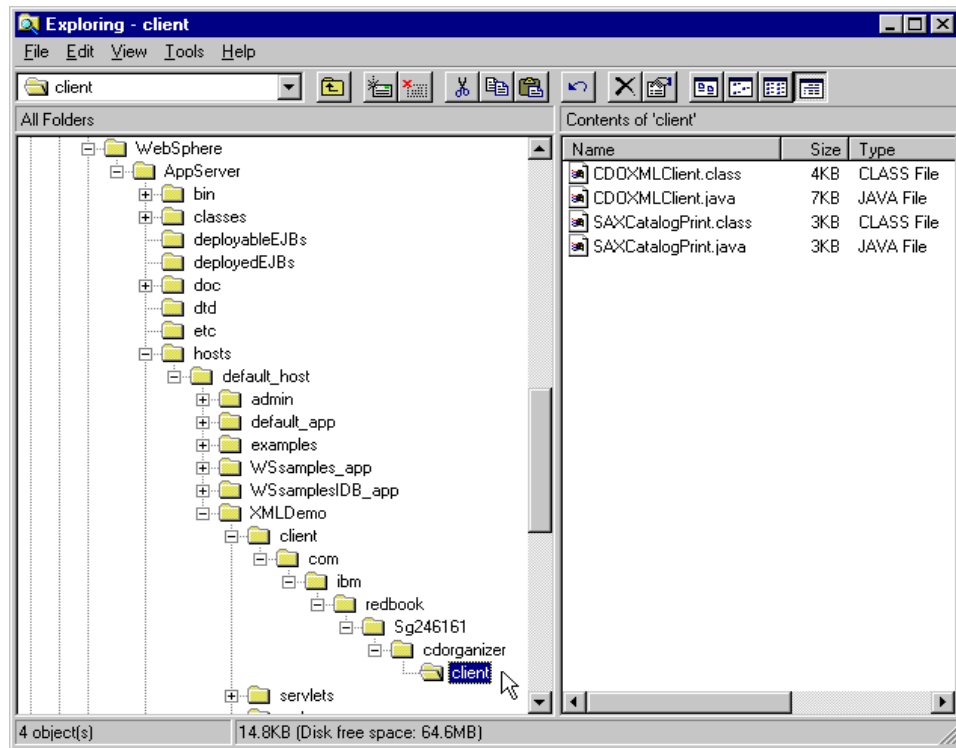 Exploring - client
File Edit View Tools Help
client
All Folders
Contents of 'client'
WebSphere
AppServer
bin
classes
deployableEJBs
deployedEJBs
doc
dtd
etc
hosts
default_host
admin
default_app
examples
WSsamples_app
WSsamplesIDB_app
XMLDemo
client
com
ibm
redbook
Sg246161
cdorganizer
client
servlets
Name Size Type
CDOXMLClient.class 4KB CLASS File
CDOXMLClient.java 7KB JAVA File
SAXCatalogPrint.class 3KB CLASS File
SAXCatalogPrint.java 3KB JAVA File
4 object(s) 14.8KB (Disk free space: 64.6MB)